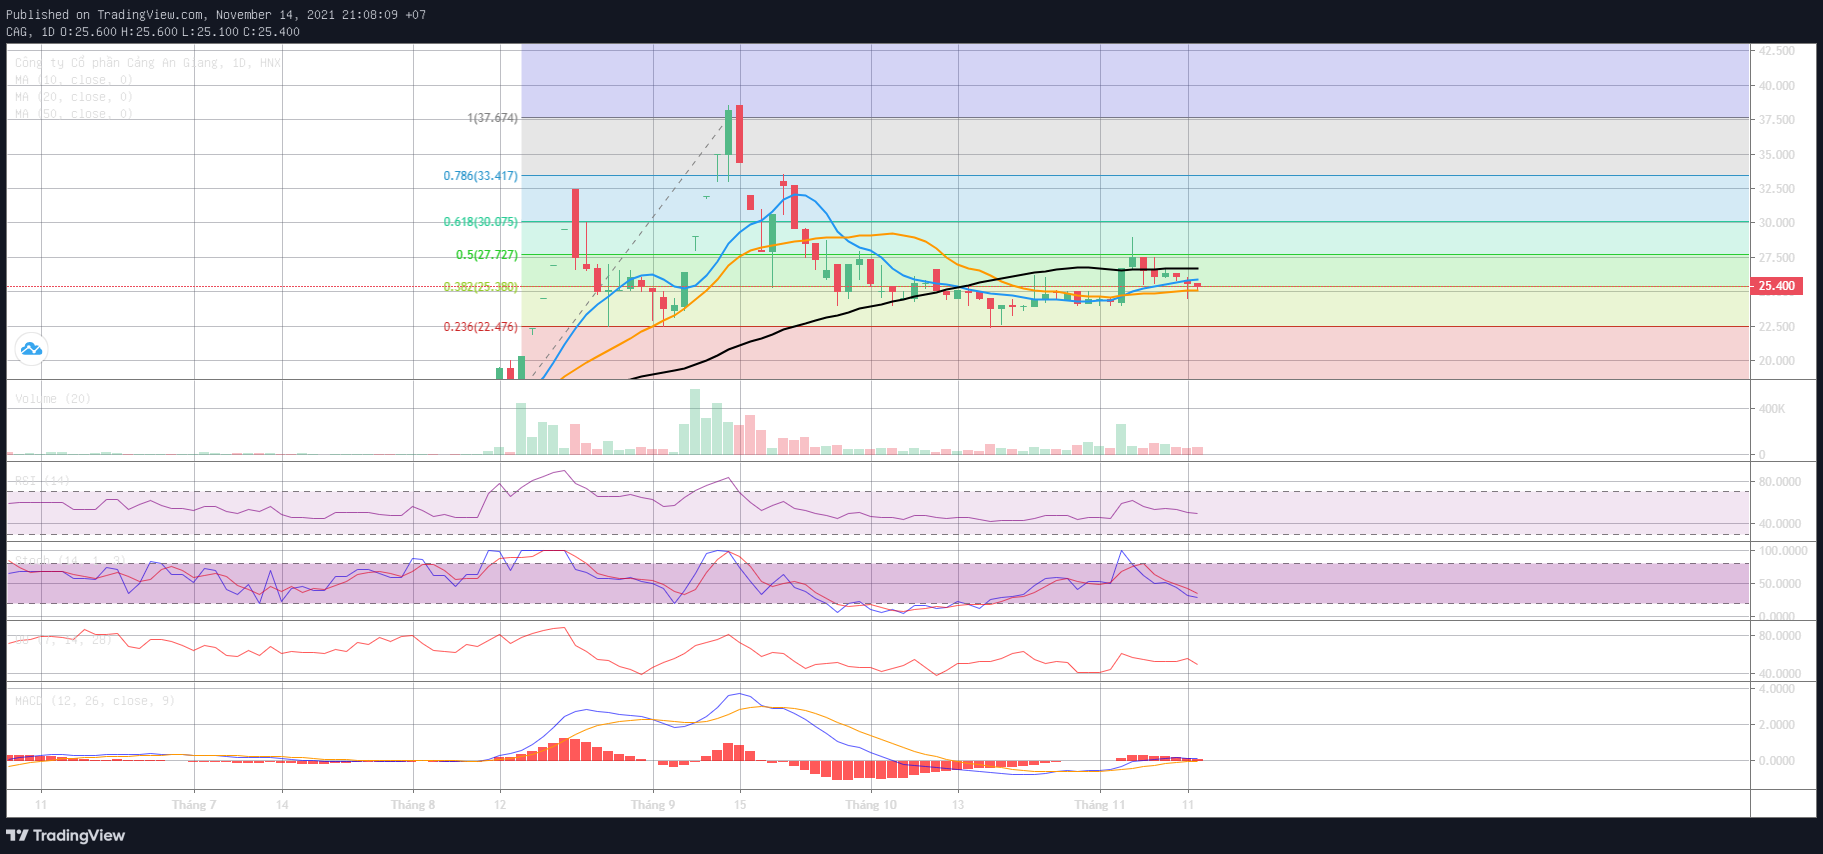 Published on TradingView.com, November 14, 2021 21:08:09 +07
CAG, 1D O:25.600 H:25.600 L:25.100 C:25.400
Công ty Cổ phần Cảng An Giang, 1D, HNX
MA (10, close, 0)
MA (20, close, 0)
MA (50, close, 0)
42.500
40.000
1(37.674)
37.500
35.000
0.786(33.417)
32.500
0.618(30.075)
30.000
0.5(27.727)
27.500
0.382(25.380)
25.400
0.236(22.476)
22.500
20.000
Volume (20)
400K
0
RSI (14)
80.0000
40.0000
Stoch (14, 1, 3)
100.0000
50.0000
0.0000
(7, 14, 28)
80.0000
40.0000
MACD (12, 26, close, 9)
4.0000
2.0000
0.0000
11 Tháng 7 14 Tháng 8 12 Tháng 9 15 Tháng 10 13 Tháng 11 11
TradingView